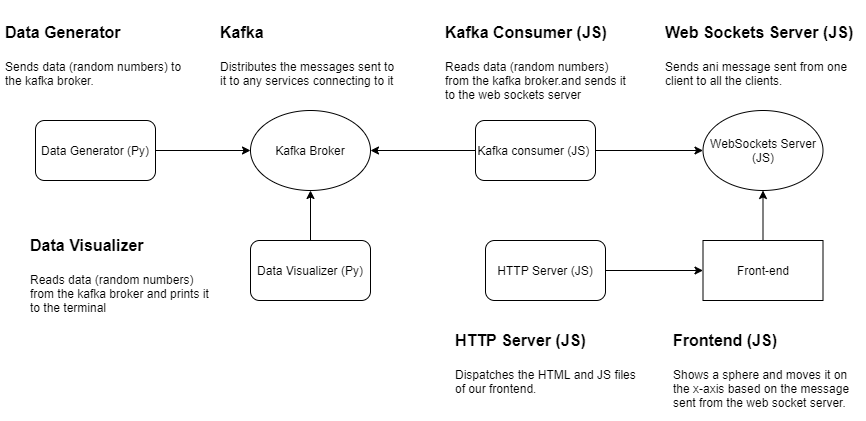 Data Generator
Sends data (random numbers) to
the kafka broker.
Kafka
Distributes the messages sent to
it to any services connecting to it
Kafka Consumer (JS)
Reads data (random numbers)
from the kafka broker.and sends it
to the web sockets server
Web Sockets Server (JS)
Sends ani message sent from one
client to all the clients.
Data Generator (Py)
Kafka Broker
Kafka consumer (JS)
WebSockets Server
(JS)
Data Visualizer
Reads data (random numbers)
from the kafka broker and prints it
to the terminal
Data Visualizer (Py)
HTTP Server (JS)
Front-end
HTTP Server (JS)
Dispatches the HTML and JS files
of our frontend.
Frontend (JS)
Shows a sphere and moves it on
the x-axis based on the message
sent from the web socket server.